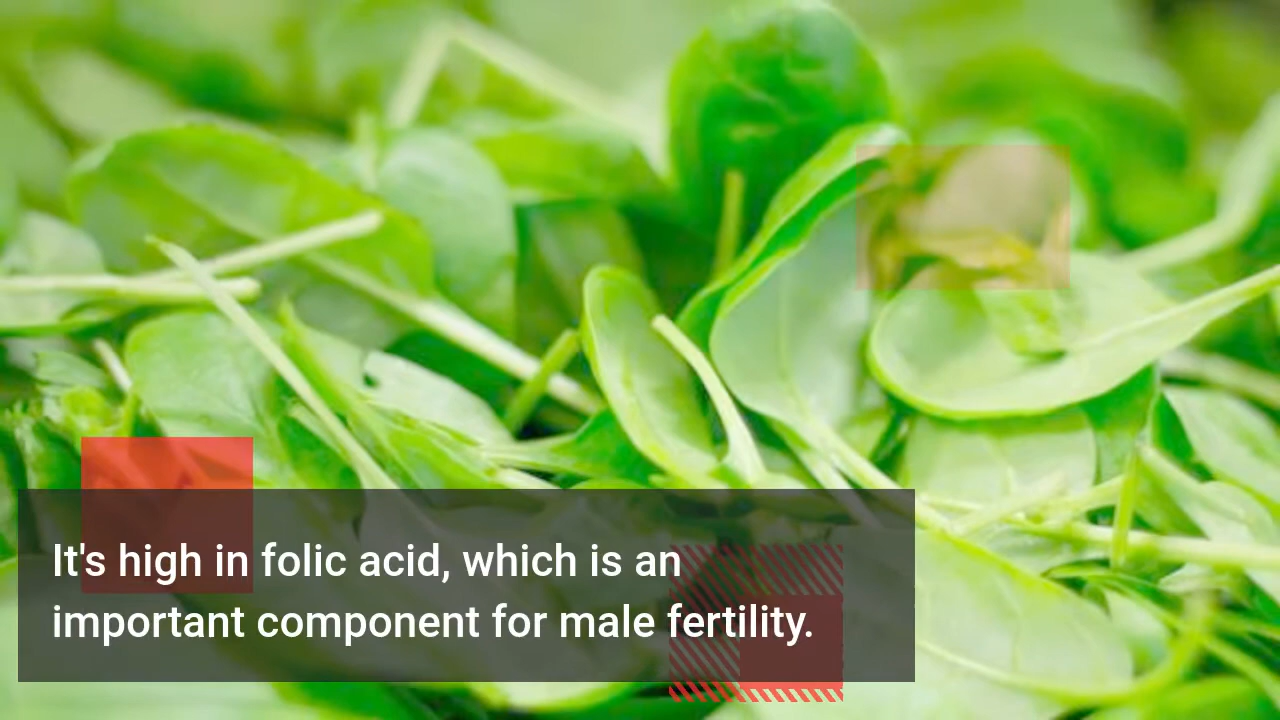 It's high in folic acid, which is an
important component for male fertility.